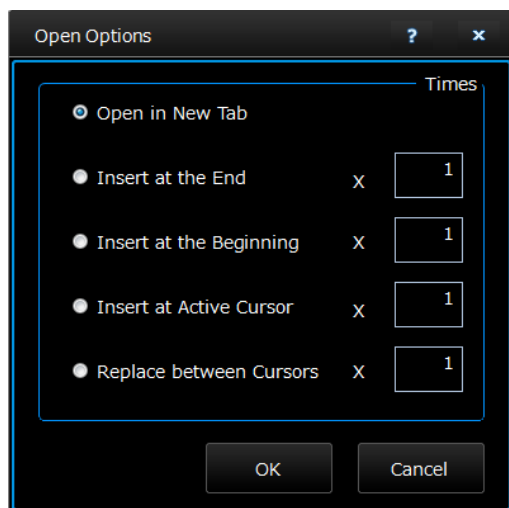 Open Options ? x
Times
Open in New Tab
Insert at the End X 1
Insert at the Beginning X 1
Insert at Active Cursor X 1
Replace between Cursors X 1
OK Cancel